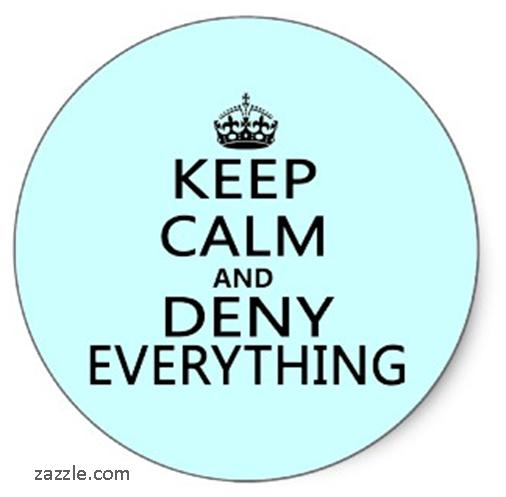 KEEP
CALM
AND
DENY
EVERYTHING
zazzle.com